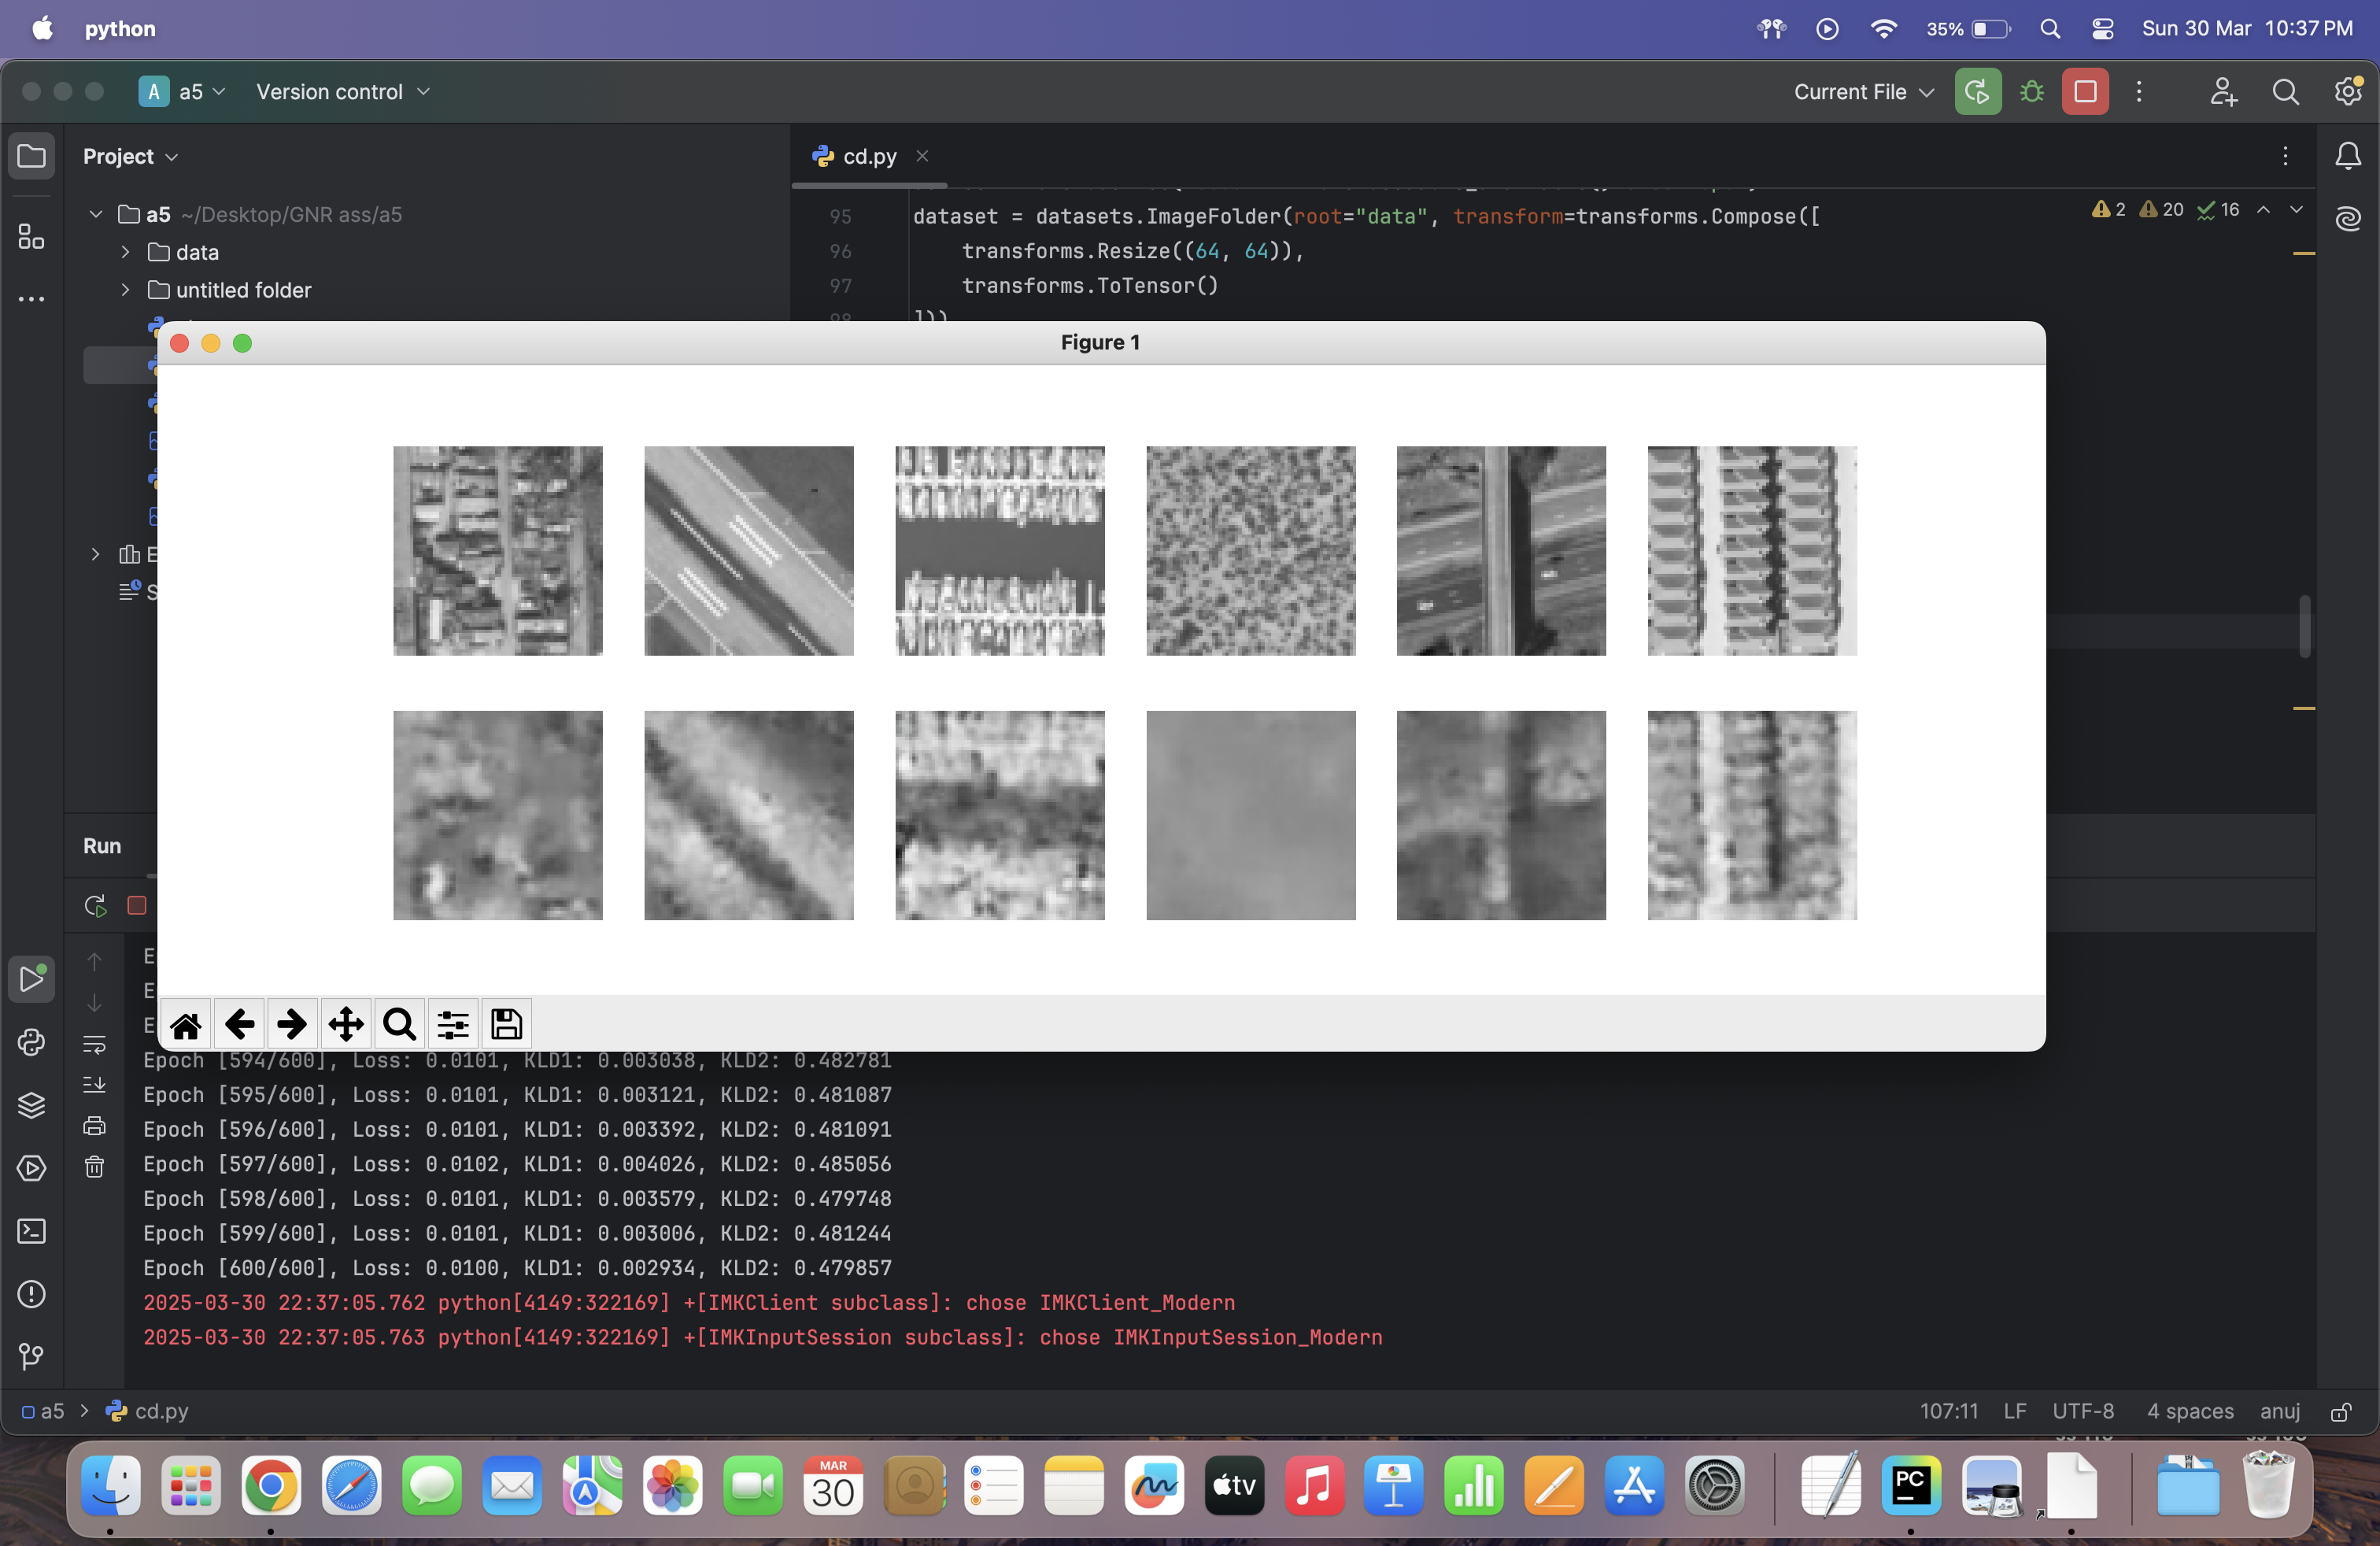 python
35%
Sun 30 Mar 10:37 PM
A a5
Version control
Current File
Project
cd.py
a5 ~/Desktop/GNR ass/a5
data
untitled folder
E
S
2 20 16
95 dataset = datasets.ImageFolder(root="data", transform=transforms.Compose([
96 transforms.Resize((64, 64)),
97 transforms.ToTensor()
98 ]))
Figure 1
Run
E
E
E
Epoch [594/600], Loss: 0.0101, KLD1: 0.003038, KLD2: 0.482781
Epoch [595/600], Loss: 0.0101, KLD1: 0.003121, KLD2: 0.481087
Epoch [596/600], Loss: 0.0101, KLD1: 0.003392, KLD2: 0.481091
Epoch [597/600], Loss: 0.0102, KLD1: 0.004026, KLD2: 0.485056
Epoch [598/600], Loss: 0.0101, KLD1: 0.003579, KLD2: 0.479748
Epoch [599/600], Loss: 0.0101, KLD1: 0.003006, KLD2: 0.481244
Epoch [600/600], Loss: 0.0100, KLD1: 0.002934, KLD2: 0.479857
2025-03-30 22:37:05.762 python[4149:322169] +[IMKClient subclass]: chose IMKClient_Modern
2025-03-30 22:37:05.763 python[4149:322169] +[IMKInputSession subclass]: chose IMKInputSession_Modern
a5 > cd.py
107:11 LF UTF-8 4 spaces anuj
MAR
30
tv
PC